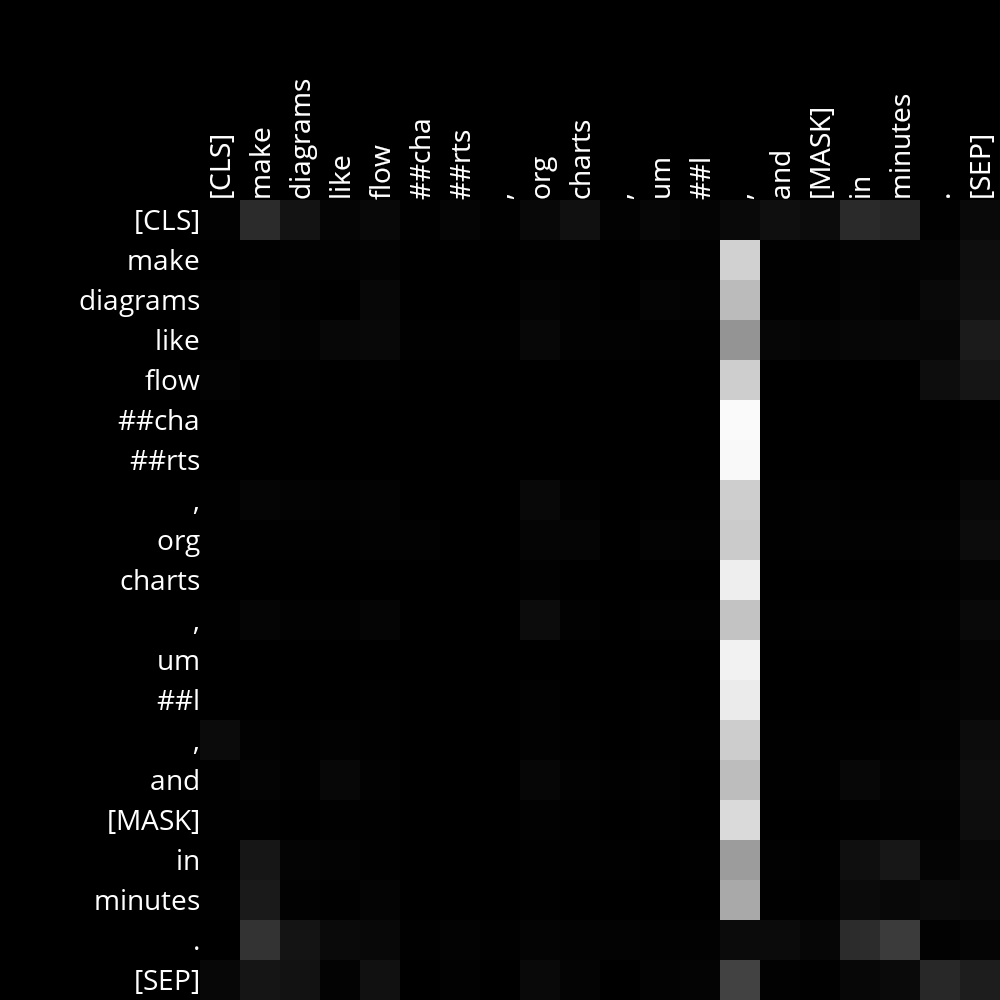 [CLS] make diagrams like flow ##cha ##rts , org charts , um ##l , and [MASK] in minutes . [SEP]
[CLS]
make
diagrams
like
flow
##cha
##rts
,
org
charts
,
um
##l
,
and
[MASK]
in
minutes
.
[SEP]